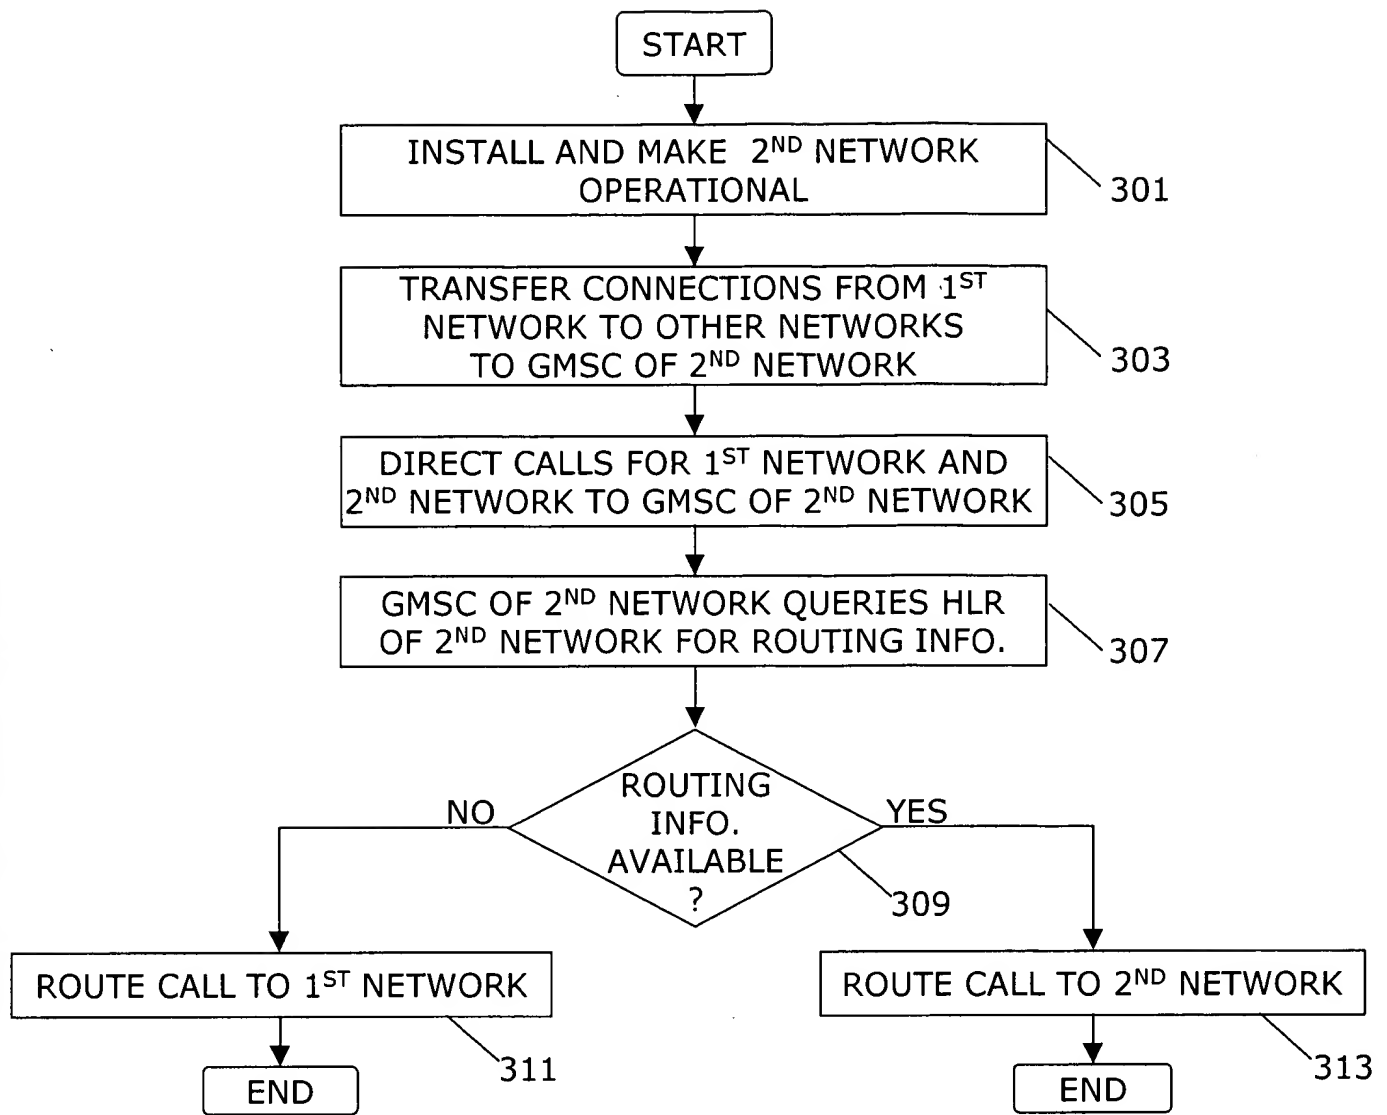 START
INSTALL AND MAKE 2ND NETWORK
OPERATIONAL
301
TRANSFER CONNECTIONS FROM 1ST
NETWORK TO OTHER NETWORKS
TO GMSC OF 2ND NETWORK
303
DIRECT CALLS FOR 1ST NETWORK AND
2ND NETWORK TO GMSC OF 2ND NETWORK
305
GMSC OF 2ND NETWORK QUERIES HLR
OF 2ND NETWORK FOR ROUTING INFO.
307
ROUTING
INFO.
AVAILABLE
?
NO
YES
309
ROUTE CALL TO 1ST NETWORK
311
END
ROUTE CALL TO 2ND NETWORK
313
END